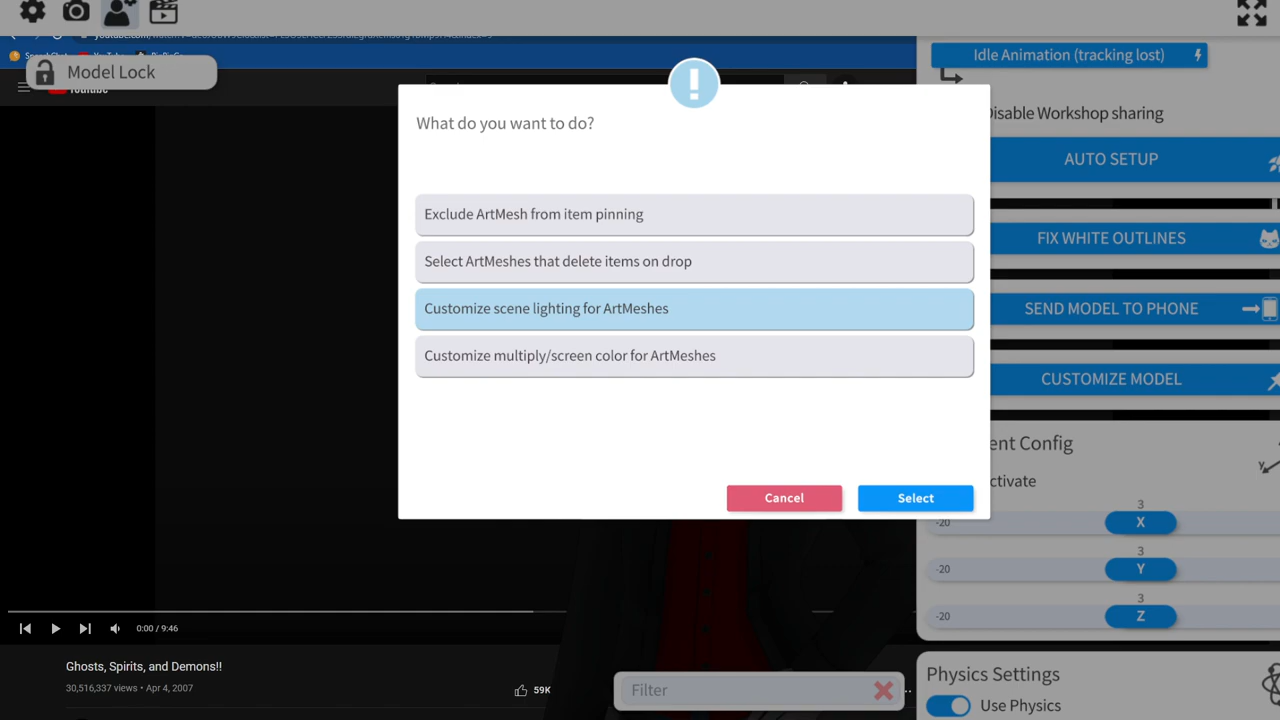 Model Lock
What do you want to do?
Exclude ArtMesh from item pinning
Select ArtMeshes that delete items on drop
Customize scene lighting for ArtMeshes
Customize multiply/screen color for ArtMeshes
Cancel
Select
Idle Animation (tracking lost)
Disable Workshop sharing
AUTO SETUP
FIX WHITE OUTLINES
SEND MODEL TO PHONE
CUSTOMIZE MODEL
ent Config
ctivate
3
-20 X
3
-20 Y
3
-20 Z
Physics Settings
Use Physics
0:00 / 9:46
Ghosts, Spirits, and Demons!!
30,516,337 views • Apr 4, 2007
59K
Filter